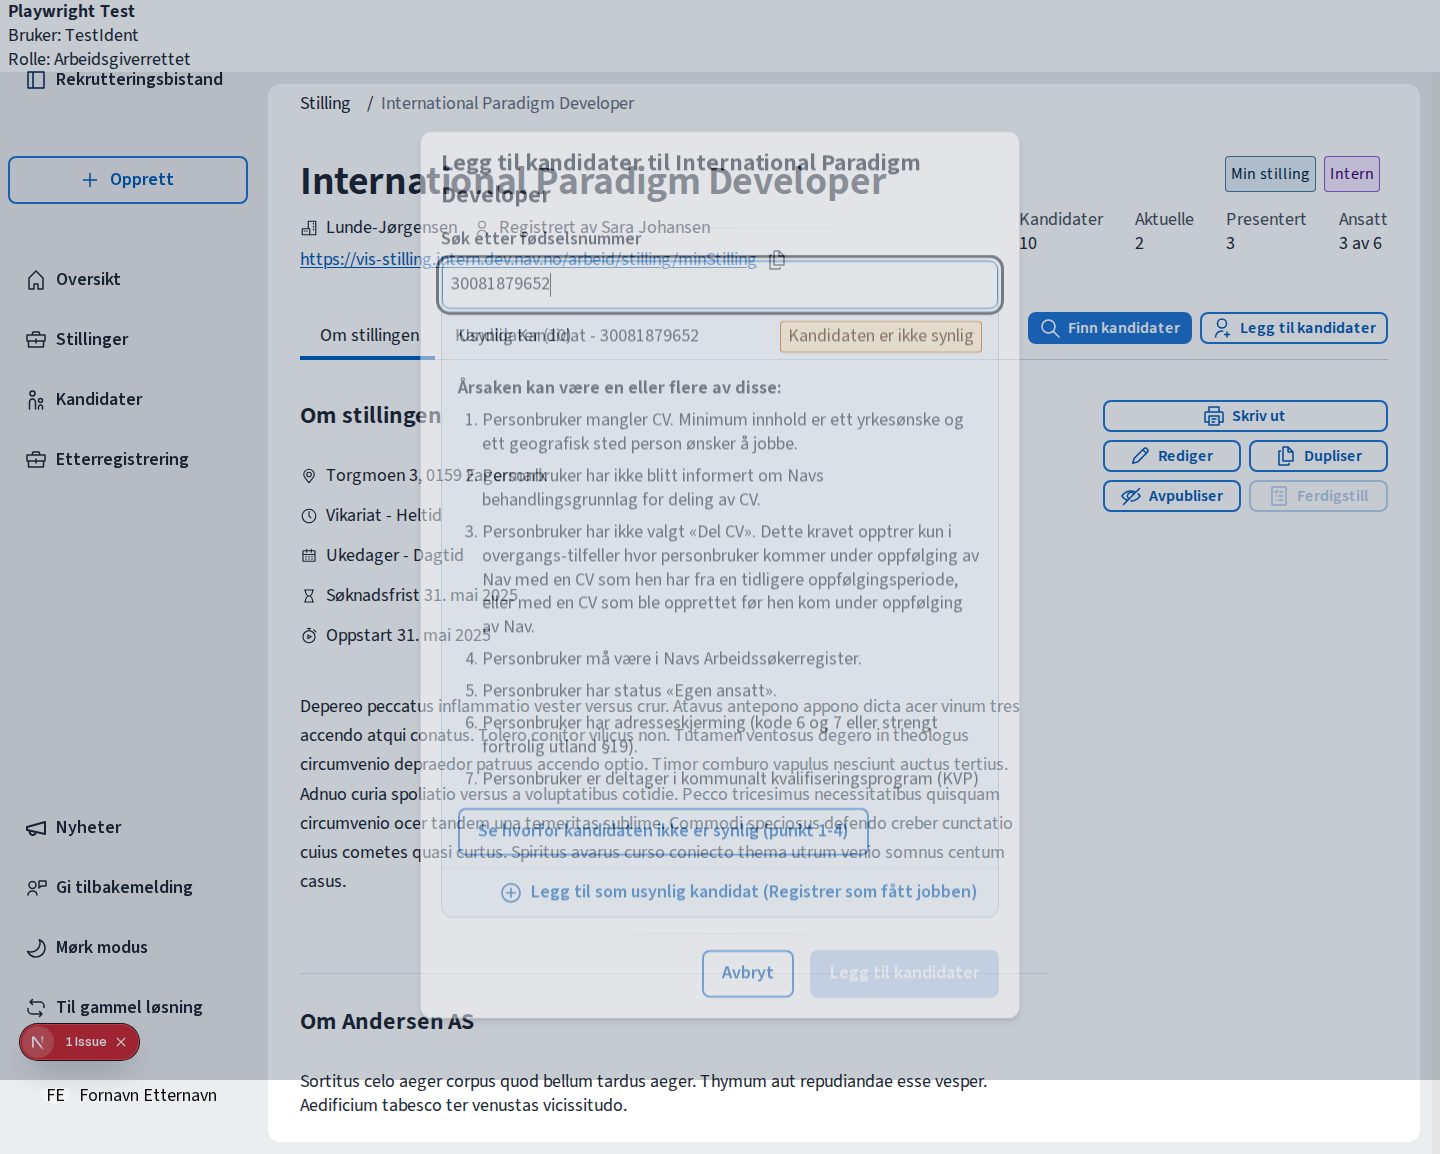 Playwright Test
Bruker: TestIdent
Rolle: Arbeidsgiverrettet
Rekrutteringsbistand
Opprett
Oversikt
Stillinger
Kandidater
Etterregistrering
Nyheter
Gi tilbakemelding
Mørk modus
Til gammel løsning
1 Issue
FE Fornavn Etternavn
Stilling / International Paradigm Developer
International Paradigm Developer
Min stilling
Intern
Lunde-Jørgensen
Registrert av Sara Johansen
https://vis-stilling.intern.dev.nav.no/arbeid/stilling/minStilling
Kandidater Aktuelle Presentert Ansatt
10 2 3 3 av 6
Om stillingen
Kandidater (10)
Finn kandidater
Legg til kandidater
Om stillingen
Torgmoen 3, 0159 Fagernmark
Vikariat - Heltid
Ukedager - Dagtid
Søknadsfrist 31. mai 2025
Oppstart 31. mai 2025
Skriv ut
Rediger
Dupliser
Avpubliser
Ferdigstill
Depereo peccatus inflammatio vester versus crur. Atavus antepono appono dicta acer vinum tres
accendo atqui conatus. Tolero conitor vilicus non. Tutamen ventosus degero in theologus
circumvenio depraedor patruus accendo optio. Timor comburo vapulus nesciunt auctus tertius.
Adnuo curia spoliatio versus a voluptatibus cotidie. Pecco tricesimus necessitatibus quisquam
circumvenio ocer tandem una temeritas sublime. Commodi speciosus defendo creber cunctatio
cuius cometes quasi curtus. Spiritus avarus curso coniecto thema utrum venio somnus centum
casus.
Om Andersen AS
Sortitus celo aeger corpus quod bellum tardus aeger. Thymum aut repudiandae esse vesper.
Aedificium tabesco ter venustas vicissitudo.
Legg til kandidater til International Paradigm
Developer
Søk etter fødselsnummer
30081879652
Usynlig Kandidat - 30081879652
Kandidaten er ikke synlig
Årsaken kan være en eller flere av disse:
1. Personbruker mangler CV. Minimum innhold er ett yrkesønske og
ett geografisk sted person ønsker å jobbe.
2. Personbruker har ikke blitt informert om Navs
behandlingsgrunnlag for deling av CV.
3. Personbruker har ikke valgt «Del CV». Dette kravet opptrer kun i
overgangs-tilfeller hvor personbruker kommer under oppfølging av
Nav med en CV som hen har fra en tidligere oppfølgingsperiode,
eller med en CV som ble opprettet før hen kom under oppfølging
av Nav.
4. Personbruker må være i Navs Arbeidssøkerregister.
5. Personbruker har status «Egen ansatt».
6. Personbruker har adresseskjerming (kode 6 og 7 eller strengt
fortrolig utland §19).
7. Personbruker er deltager i kommunalt kvalifiseringsprogram (KVP)
Se hvorfor kandidaten ikke er synlig (punkt 1-4)
Legg til som usynlig kandidat (Registrer som fått jobben)
Avbryt
Legg til kandidater